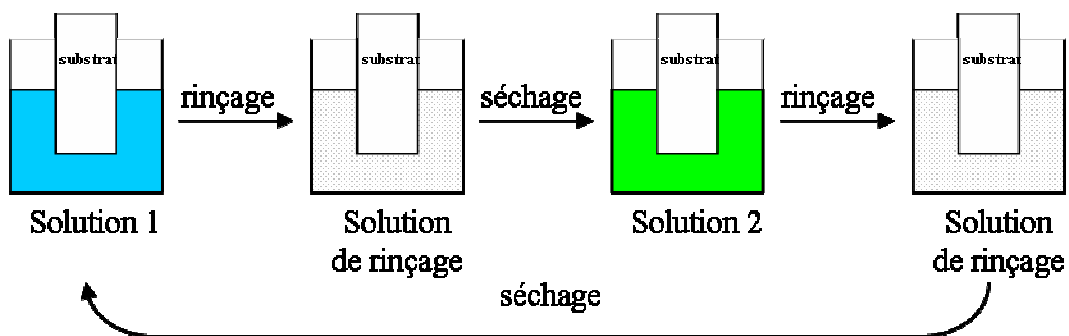 substrat
substrat
substrat
substrat
rinçage
séchage
rinçage
Solution 1
Solution
de rinçage
Solution 2
Solution
de rinçage
séchage